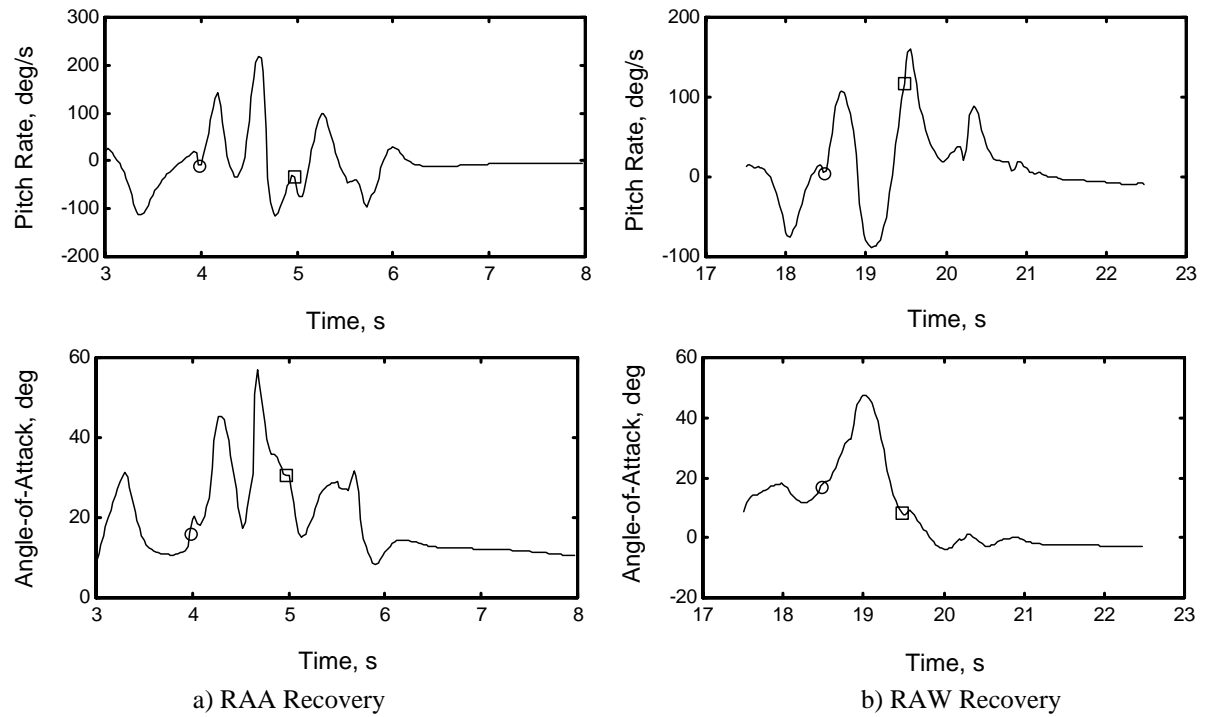 Pitch Rate, deg/s
300
200
100
0
-100
-200
3 4 5 6 7 8
Time, s
Pitch Rate, deg/s
200
100
0
-100
17 18 19 20 21 22 23
Time, s
Angle-of-Attack, deg
60
40
20
0
3 4 5 6 7 8
Time, s
a) RAA Recovery
Angle-of-Attack, deg
60
40
20
0
-20
17 18 19 20 21 22 23
Time, s
b) RAW Recovery